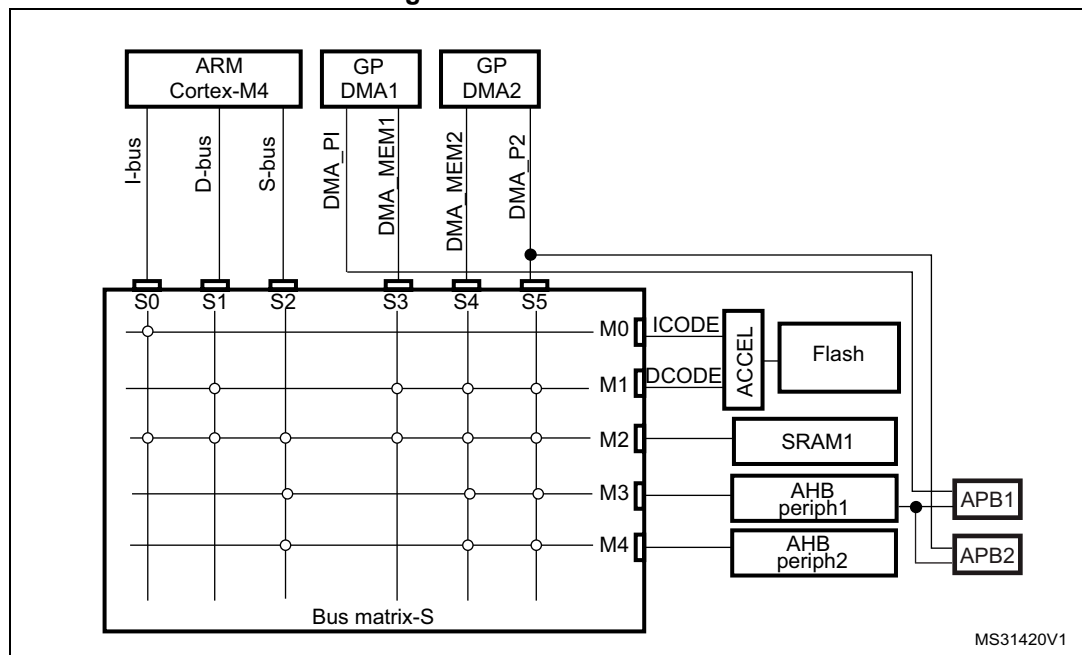 ARM
Cortex-M4
GP
DMA1
GP
DMA2
I-bus
D-bus
S-bus
DMA_PI
DMA_MEM1
DMA_MEM2
DMA_P2
S0
S1
S2
S3
S4
S5
M0
ICODE
M1
DCODE
ACCEL
Flash
M2
SRAM1
M3
AHB
periph1
APB1
M4
AHB
periph2
APB2
Bus matrix-S
MS31420V1